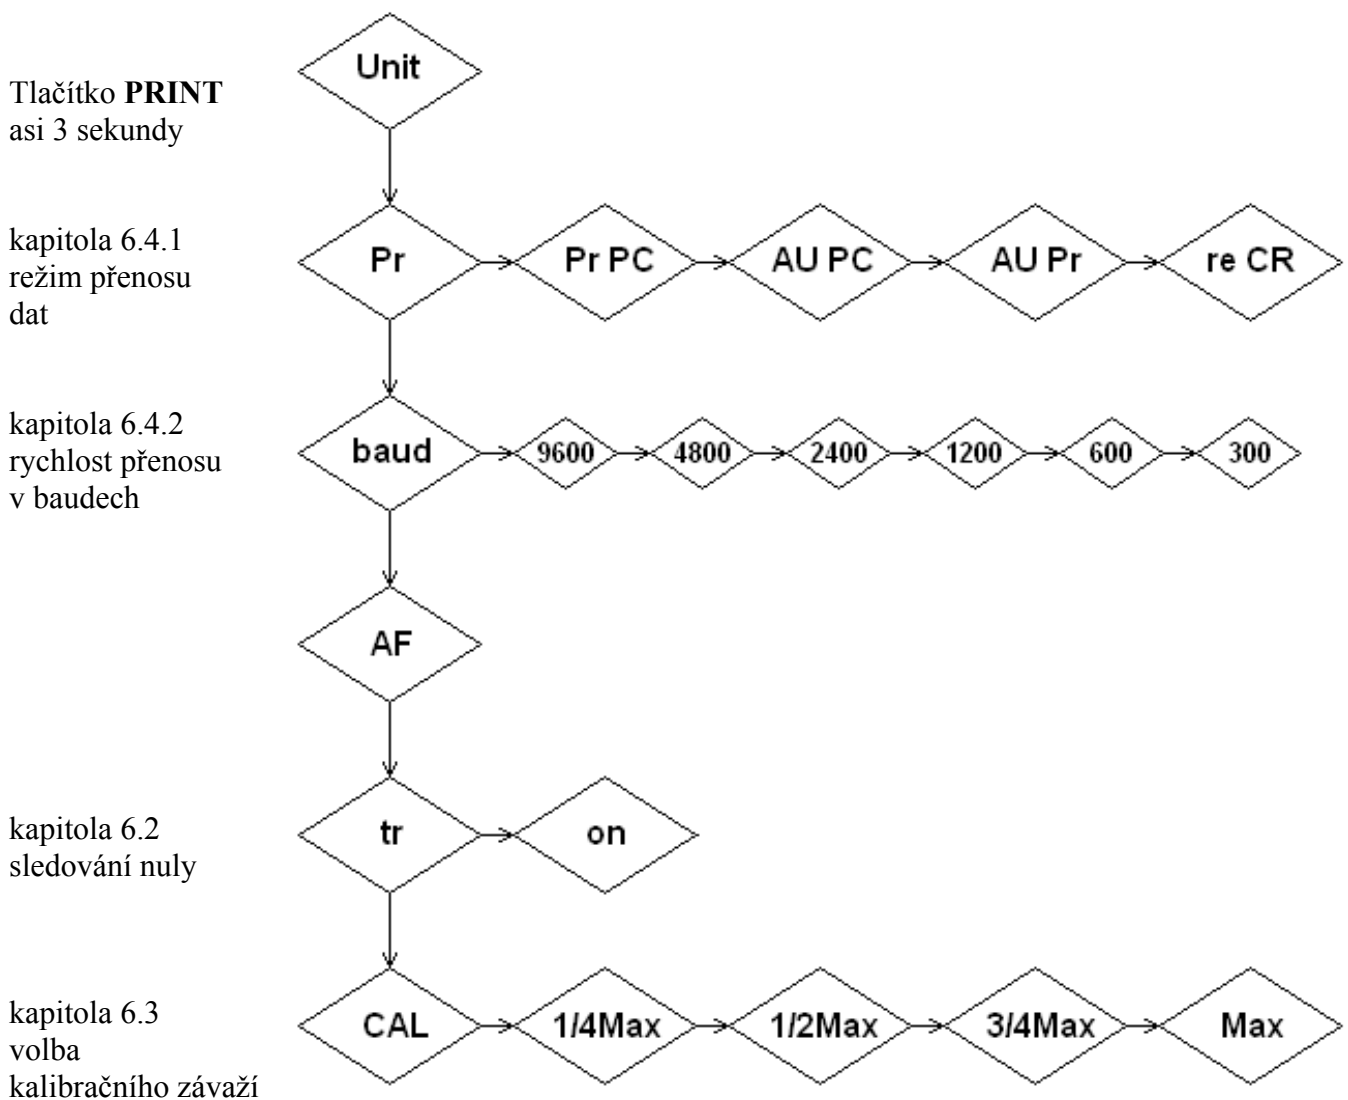 Unit
Tlačítko PRINT
asi 3 sekundy
kapitola 6.4.1
režim přenosu
dat
Pr Pr PC AU PC AU Pr re CR
kapitola 6.4.2
rychlost přenosu
v baudech
baud 9600 4800 2400 1200 600 300
AF
kapitola 6.2
sledování nuly
tr on
kapitola 6.3
volba
kalibračního závaží
CAL 1/4Max 1/2Max 3/4Max Max